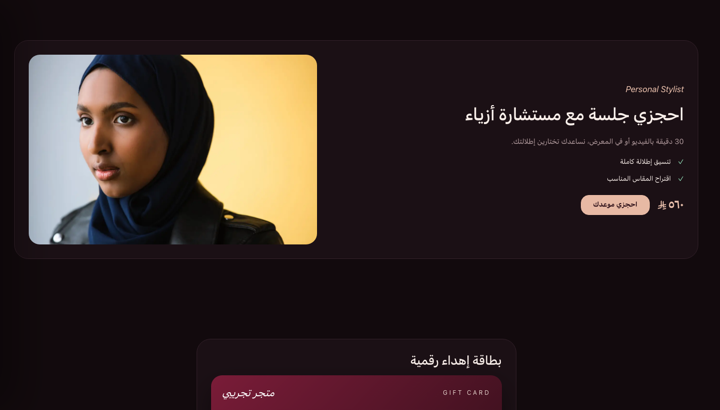 Personal Stylist
احجزي جلسة مع مستشارة أزياء
30 دقيقة بالفيديو أو في المعرض، نساعدك تختارين إطلالتك.
✓ تنسيق إطلالة كاملة
✓ اقتراح المقاس المناسب
٥٦٠ احجزي موعدك
بطاقة إهداء رقمية
GIFT CARD
متجر تجريبي